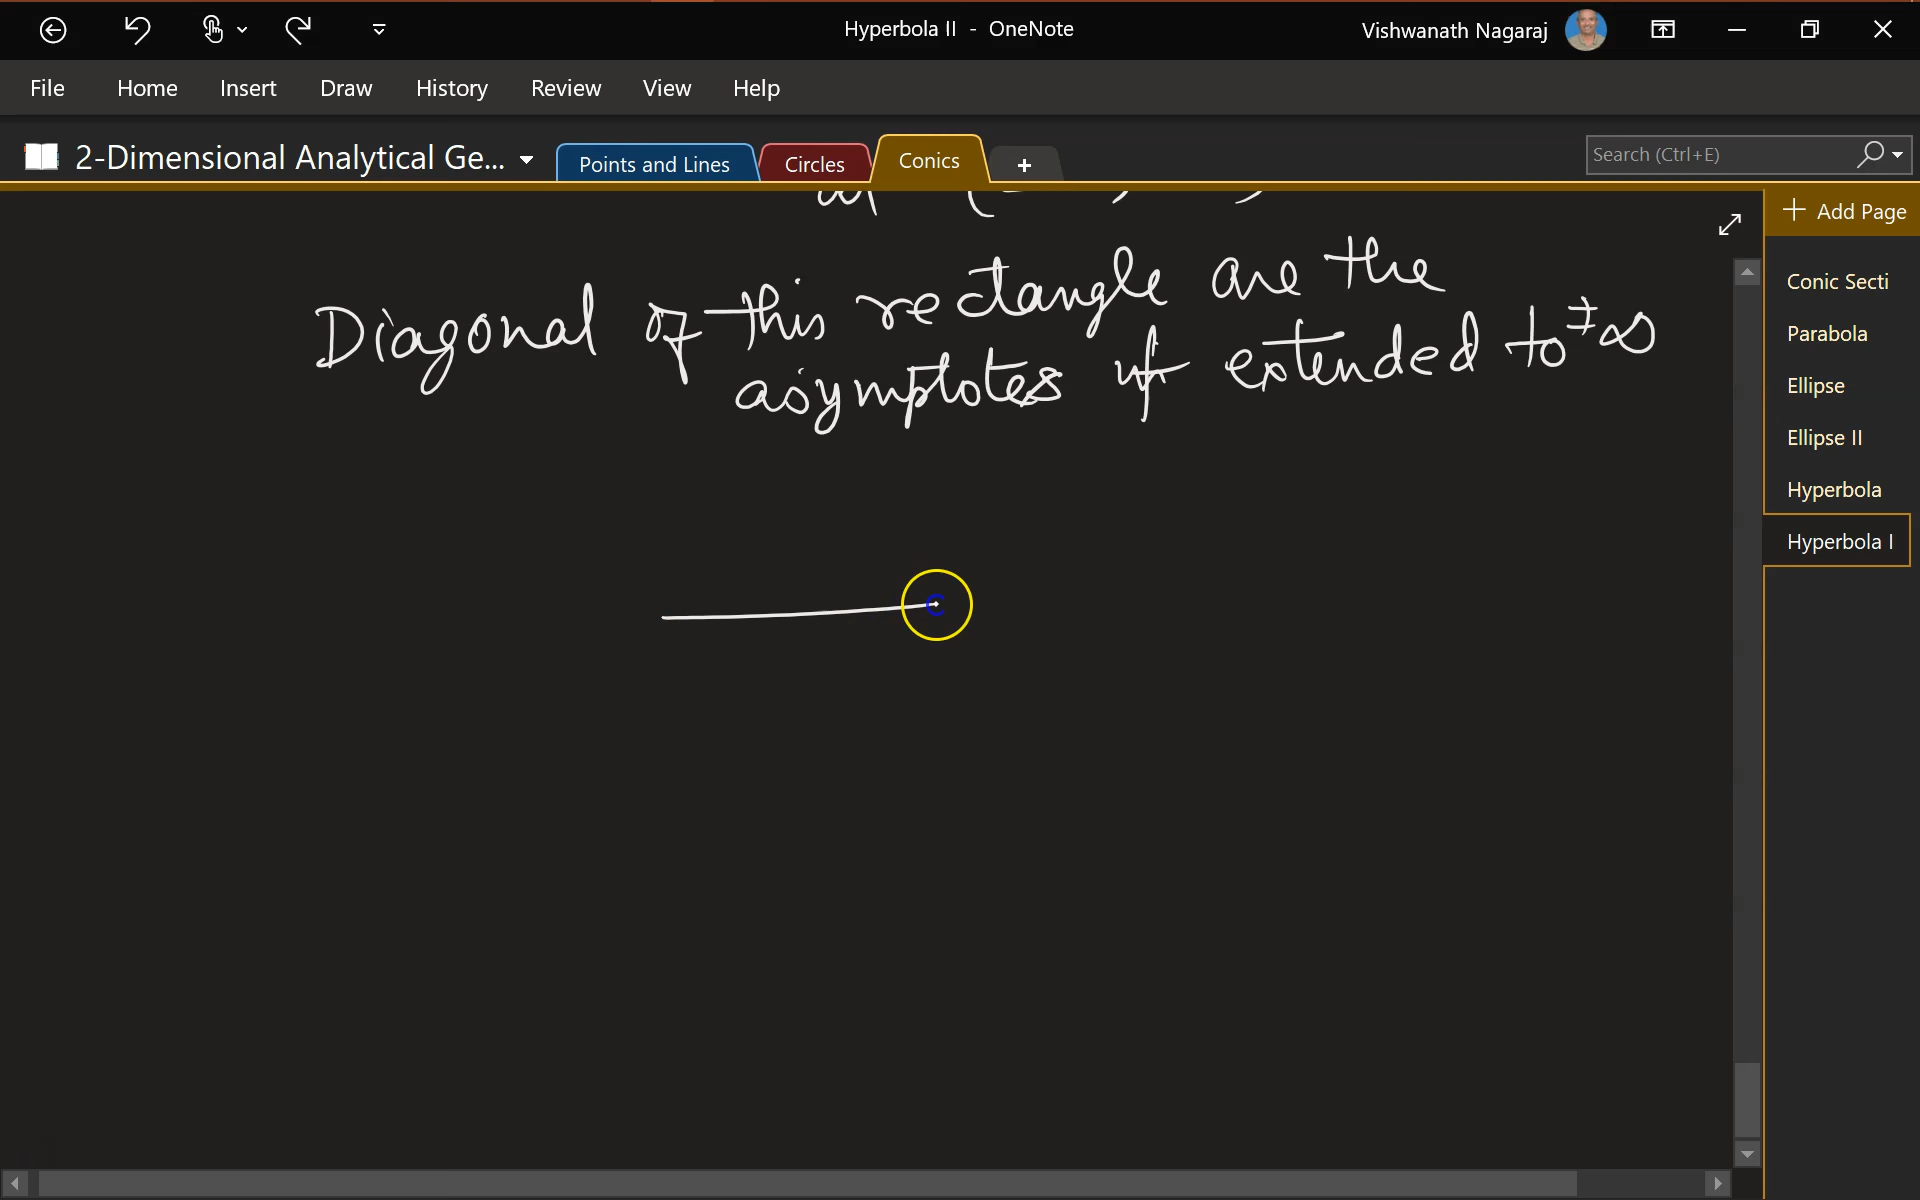 Hyperbola II - OneNote
Vishwanath Nagaraj
File Home Insert Draw History Review View Help
2-Dimensional Analytical Ge...
Points and Lines
Circles
Conics
+
Search (Ctrl+E)
Add Page
Conic Secti
Parabola
Ellipse
Ellipse II
Hyperbola
Hyperbola I
Diagonal of this rectangle are the
asymptotes if extended to ∓∞